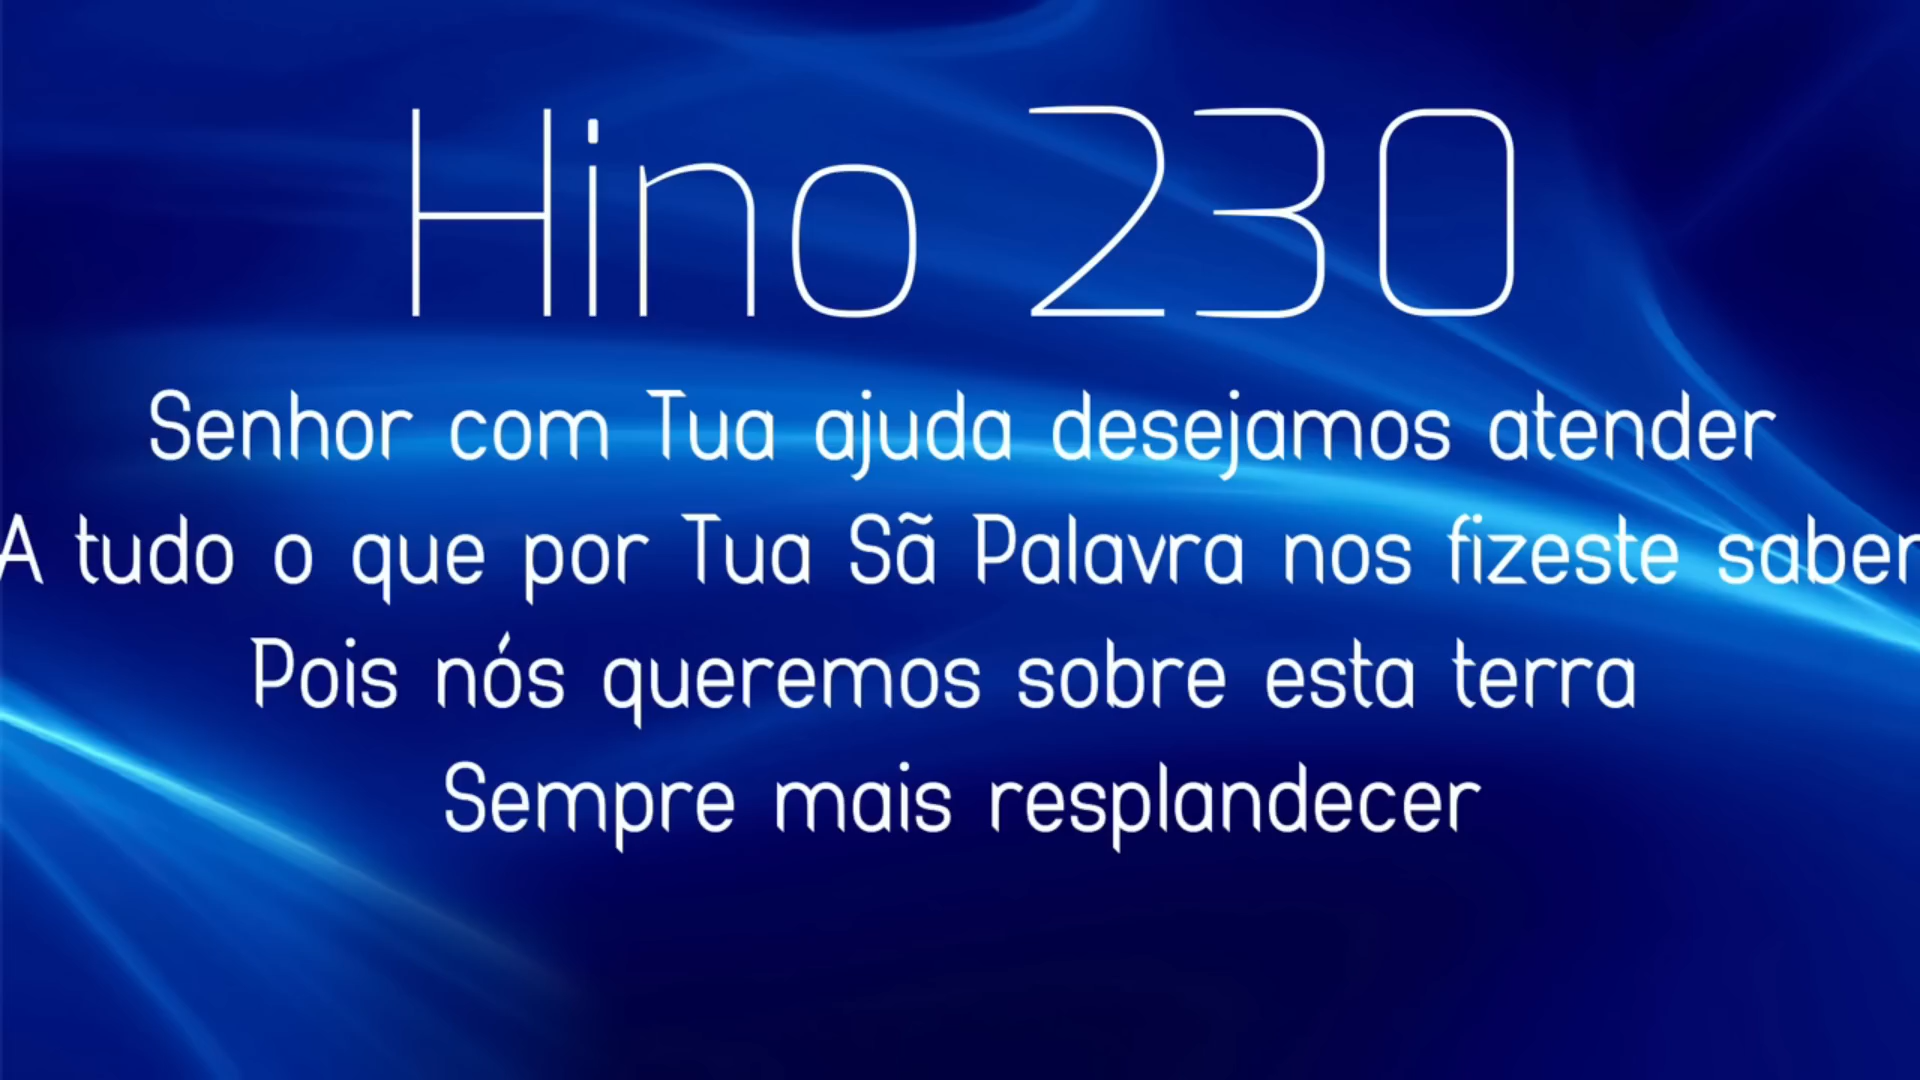 Hino 230
Senhor com Tua ajuda desejamos atender
A tudo o que por Tua Sã Palavra nos fizeste saber
Pois nós queremos sobre esta terra
Sempre mais resplandecer